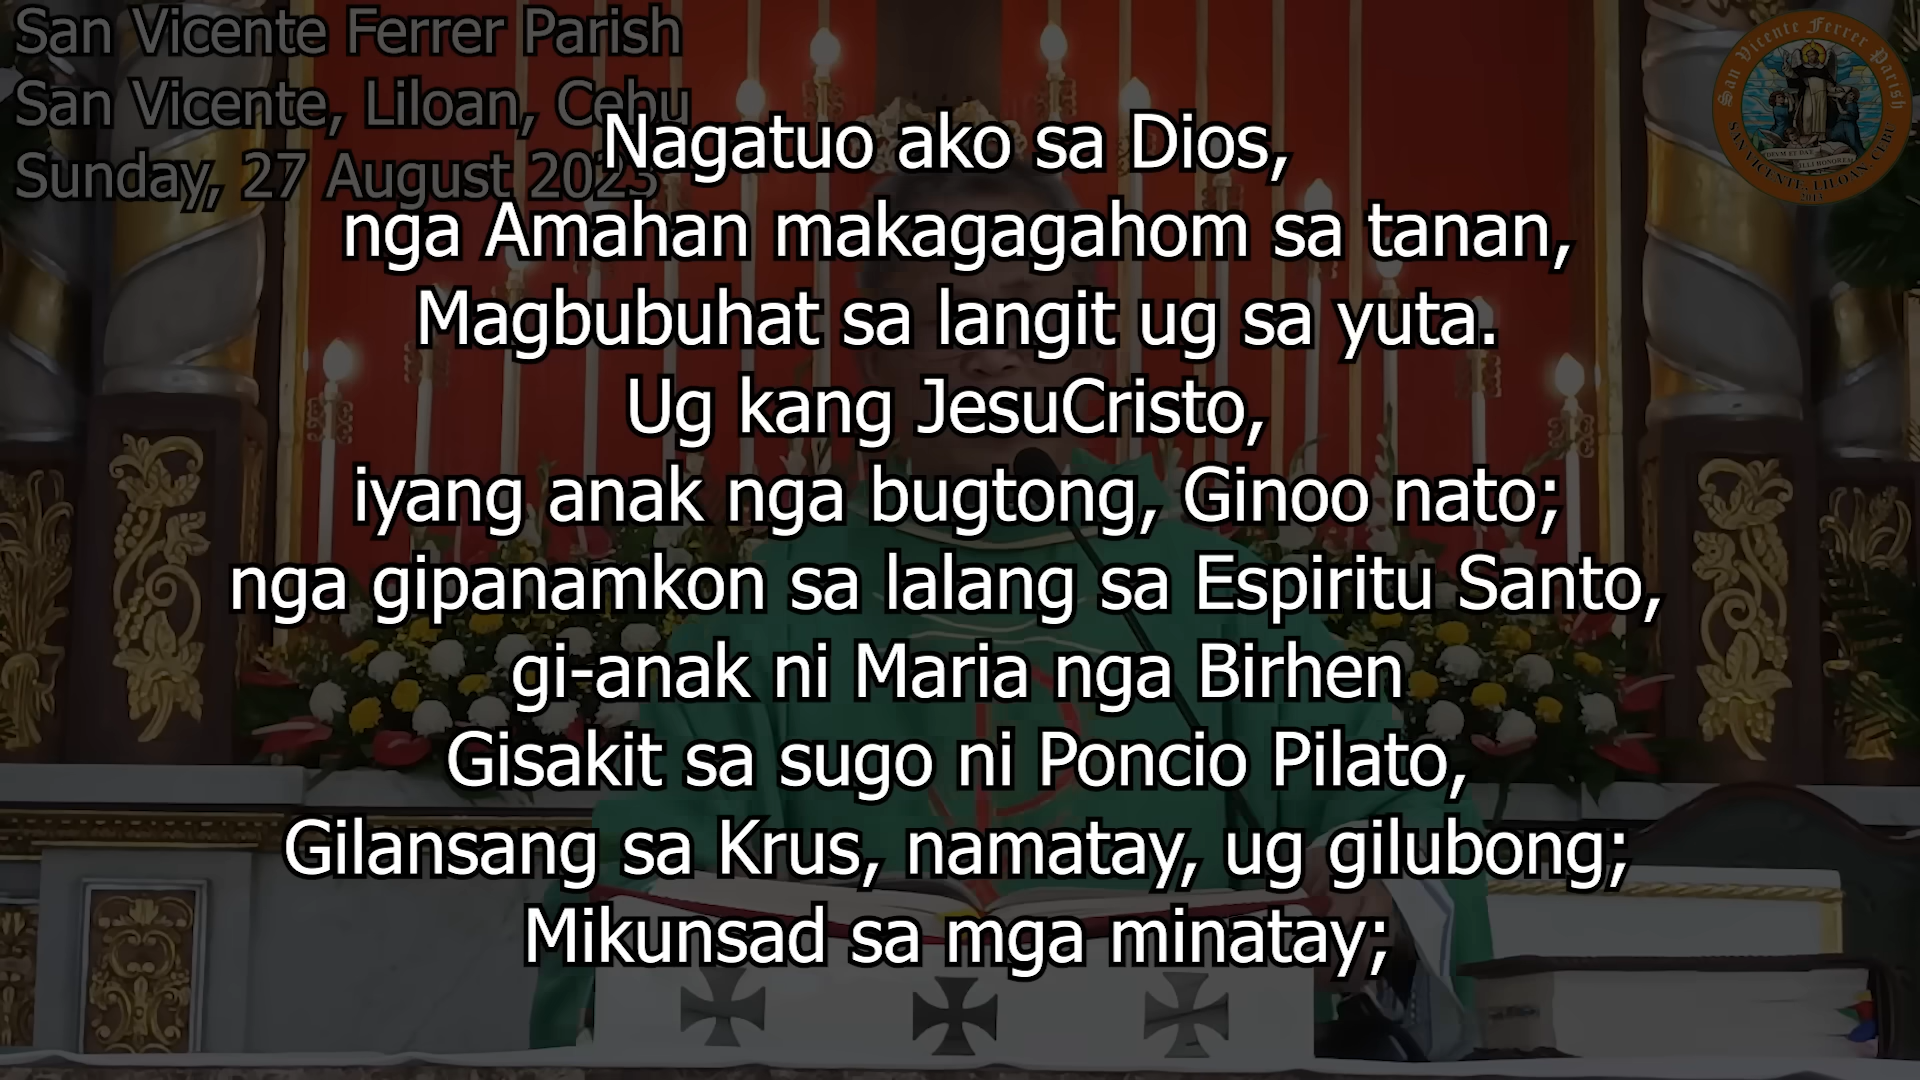 San Vicente Ferrer Parish
San Vicente, Liloan, Cebu
Sunday, 27 August 2023
Nagatuo ako sa Dios,
nga Amahan makagagahom sa tanan,
Magbubuhat sa langit ug sa yuta.
Ug kang JesuCristo,
iyang anak nga bugtong, Ginoo nato;
nga gipanamkon sa lalang sa Espiritu Santo,
gi-anak ni Maria nga Birhen
Gisakit sa sugo ni Poncio Pilato,
Gilansang sa Krus, namatay, ug gilubong;
Mikunsad sa mga minatay;
San Vicente Ferrer Parish
SAN VICENTE, LILOAN, CEBU